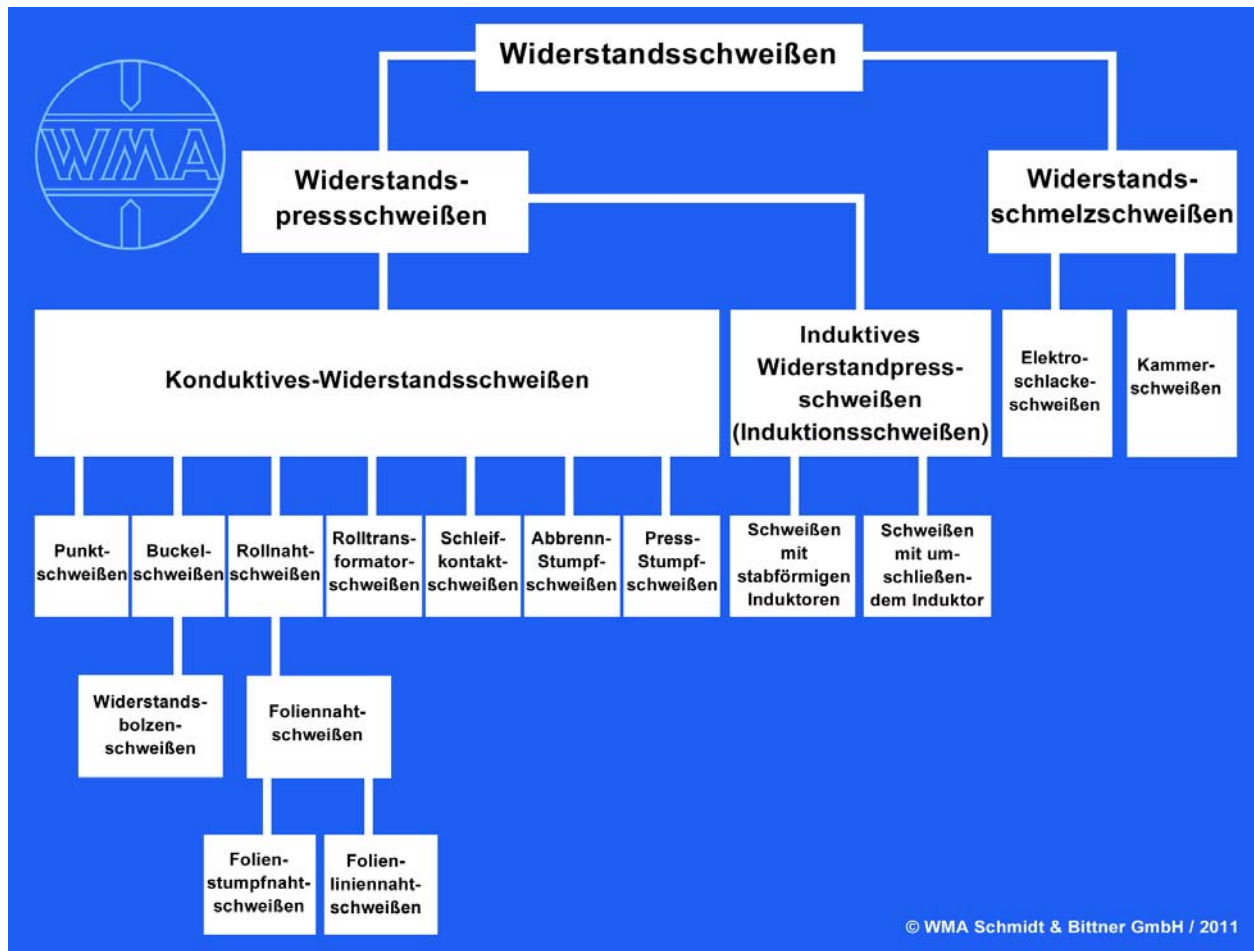 Widerstandsschweißen
WMA
Widerstands-
pressschweißen
Widerstands-
schmelzschweißen
Konduktives-Widerstandsschweißen
Induktives
Widerstandpress-
schweißen
(Induktionsschweißen)
Elektro-
schlacke-
schweißen
Kammer-
schweißen
Punkt-
schweißen
Buckel-
schweißen
Rollnaht-
schweißen
Rolltrans-
formator-
schweißen
Schleif-
kontakt-
schweißen
Abbrenn-
Stumpf-
schweißen
Press-
Stumpf-
schweißen
Schweißen
mit
stabförmigen
Induktoren
Schweißen
mit um-
schließen-
dem Induktor
Widerstands-
bolzen-
schweißen
Foliennaht-
schweißen
Folien-
stumpfnaht-
schweißen
Folien-
liniennaht-
schweißen
© WMA Schmidt & Bittner GmbH / 2011